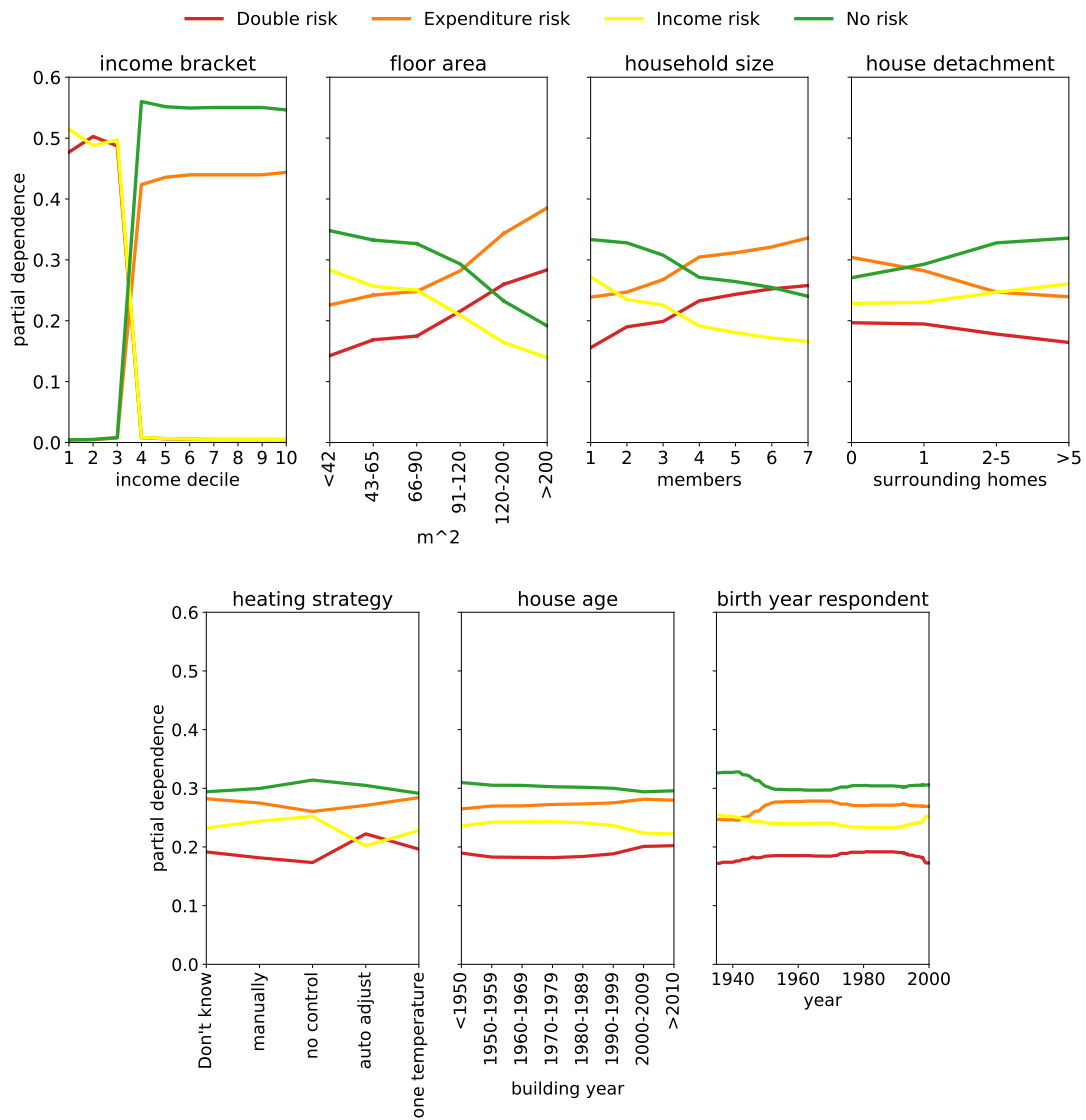 Double risk Expenditure risk Income risk No risk
income bracket floor area household size house detachment
0.6
0.5
0.4
0.3
0.2
0.1
0.0
partial dependence
1 2 3 4 5 6 7 8 9 10
income decile
<42 43-65 66-90 91-120 120-200 >200
m^2
1 2 3 4 5 6 7
members
0 1 2-5 >5
surrounding homes
heating strategy house age birth year respondent
0.6
0.5
0.4
0.3
0.2
0.1
0.0
partial dependence
Don't know manually no control auto adjust one temperature
<1950 1950-1959 1960-1969 1970-1979 1980-1989 1990-1999 2000-2009 >2010
building year
1940 1960 1980 2000
year